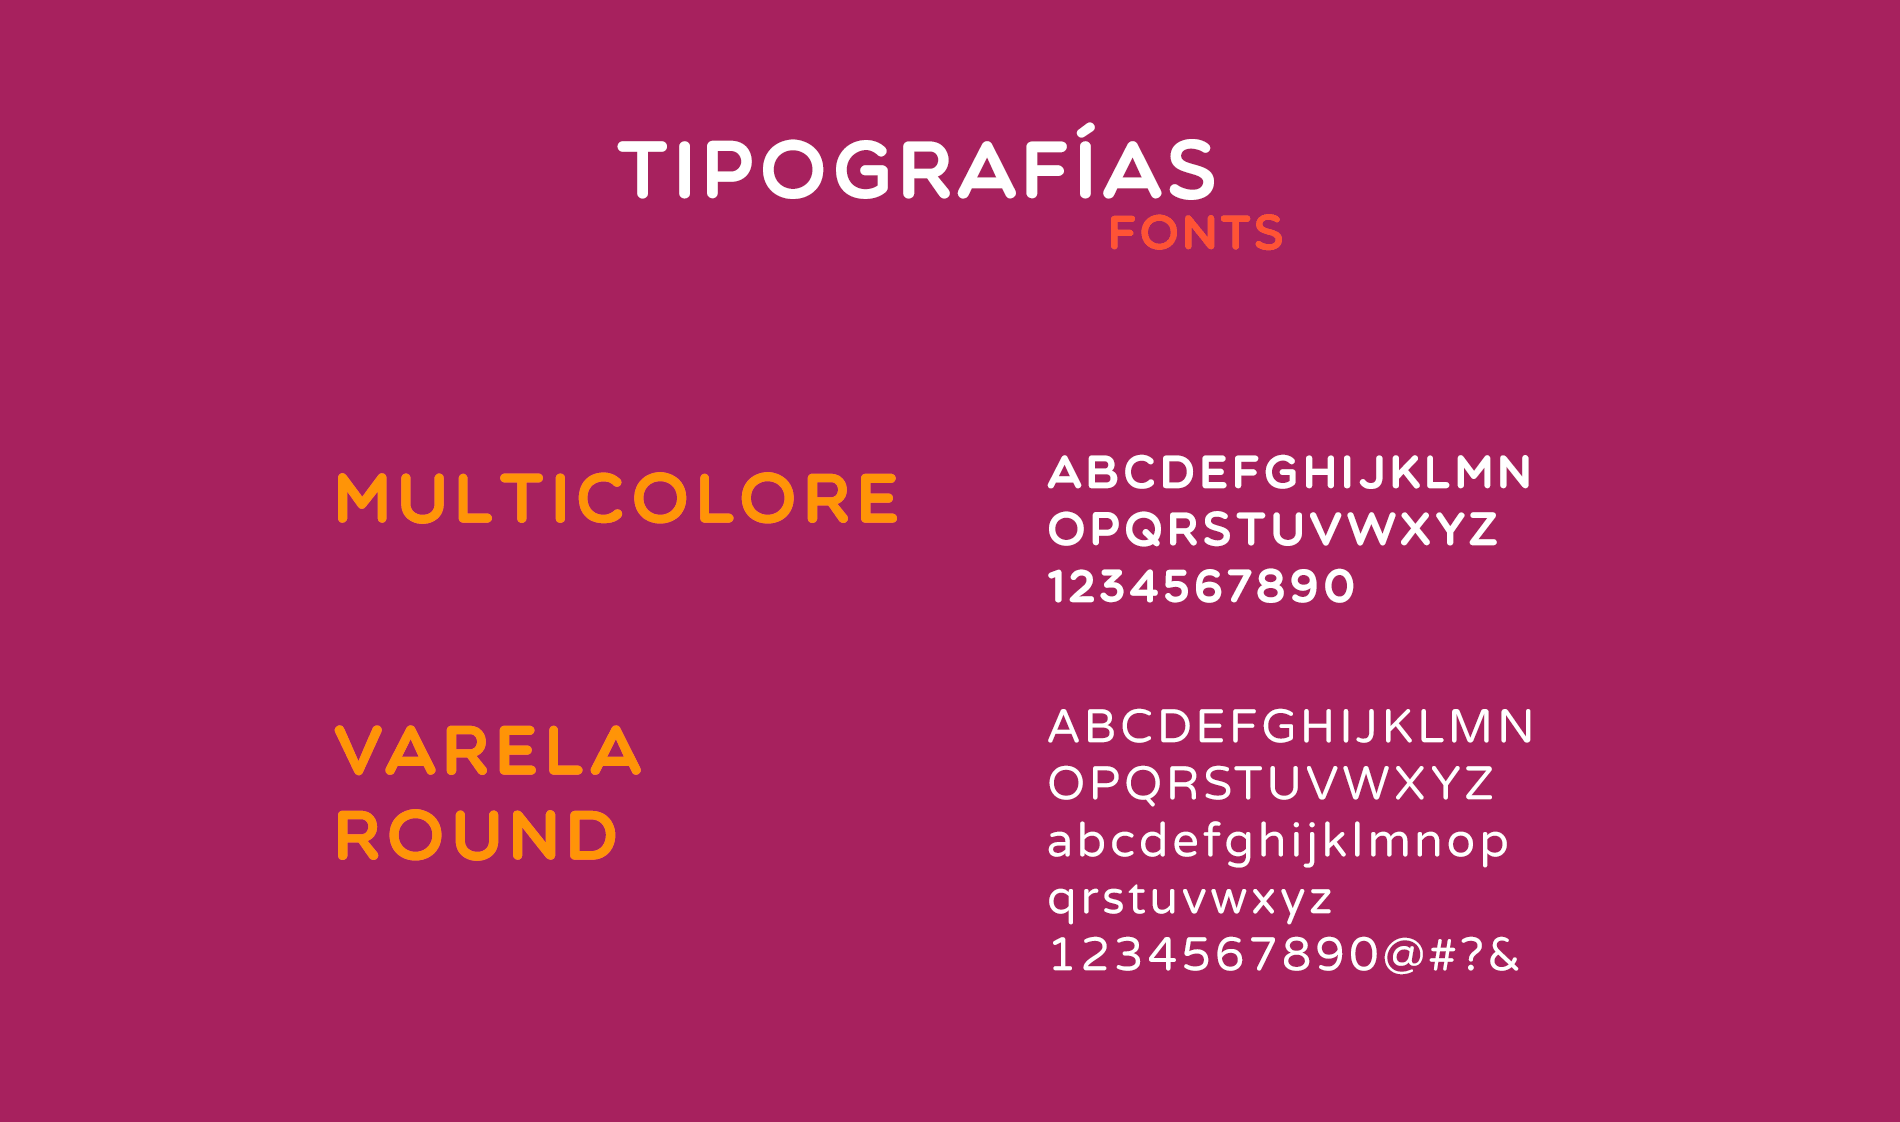 TIPOGRAFÍAS
FONTS
MULTICOLORE
ABCDEFGHIJKLMN
OPQRSTUVWXYZ
1234567890
VARELA
ROUND
ABCDEFGHIJKLMN
OPQRSTUVWXYZ
abcdefghijklmnop
qrstuvwxyz
1234567890@#?&